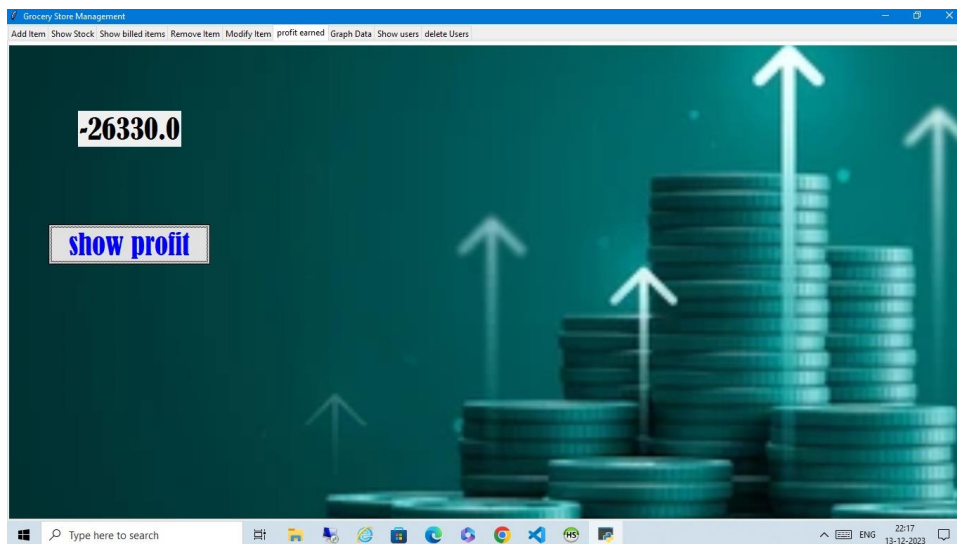 Grocery Store Management
Add Item Show Stock Show billed items Remove Item Modify Item profit earned Graph Data Show users delete Users
-26330.0
show profit
Type here to search
HS
ENG
22:17
13-12-2023